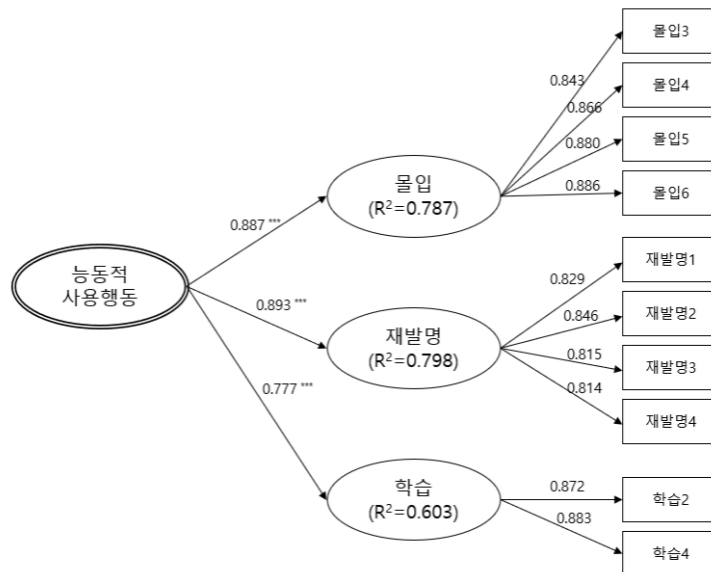 능동적
사용행동
0.887 ***
0.893 ***
0.777 ***
몰입
(R²=0.787)
0.843
0.866
0.880
0.886
몰입3
몰입4
몰입5
몰입6
재발명
(R²=0.798)
0.829
0.846
0.815
0.814
재발명1
재발명2
재발명3
재발명4
학습
(R²=0.603)
0.872
0.883
학습2
학습4